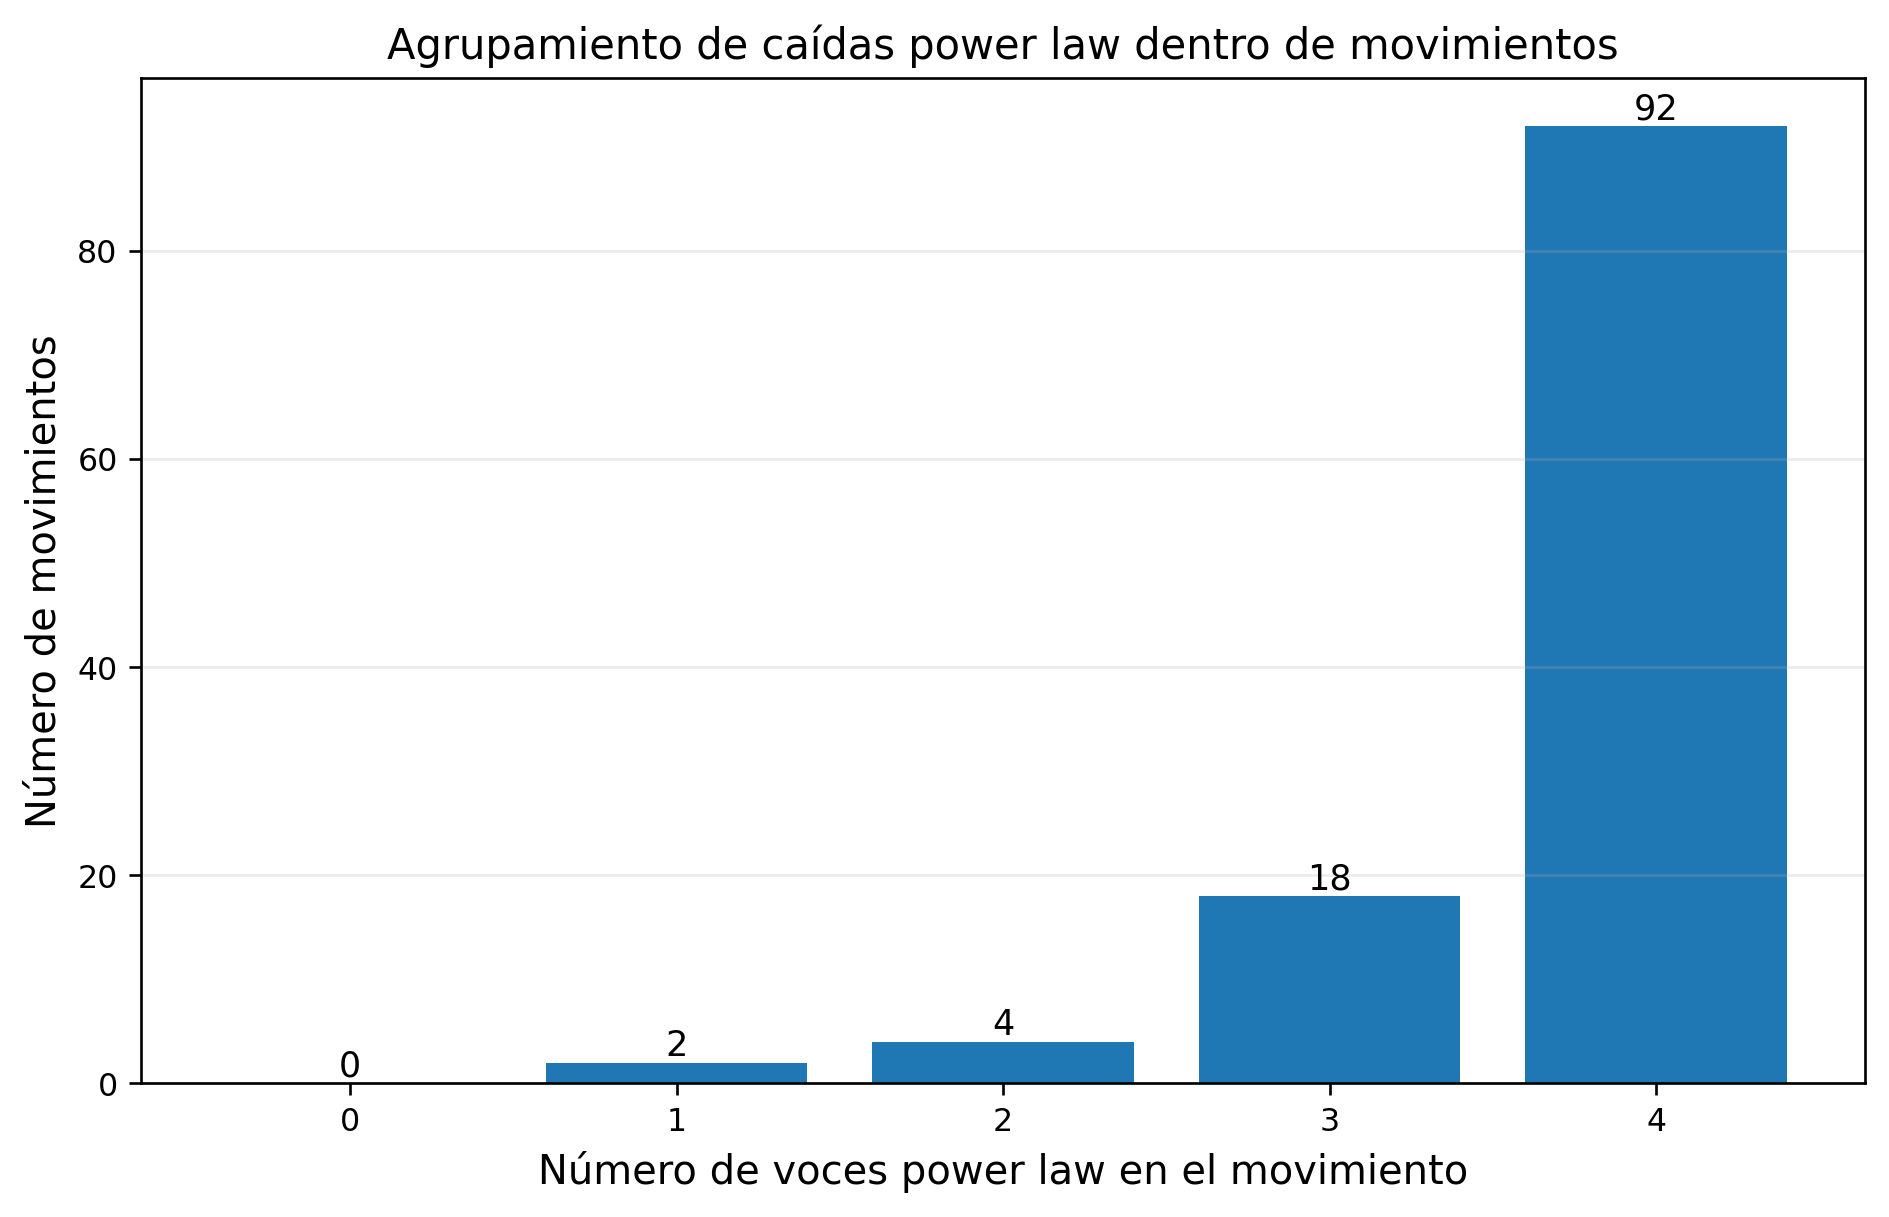 Agrupamiento de caídas power law dentro de movimientos
92
80
60
40
20
0
18
4
2
0
Número de movimientos
0 1 2 3 4
Número de voces power law en el movimiento